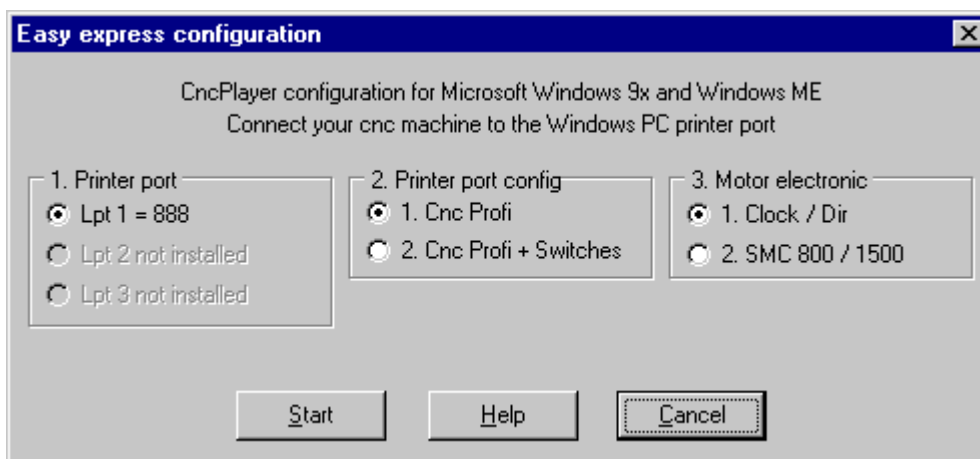 Easy express configuration
CncPlayer configuration for Microsoft Windows 9x and Windows ME
Connect your cnc machine to the Windows PC printer port
1. Printer port
Lpt 1 = 888
Lpt 2 not installed
Lpt 3 not installed
2. Printer port config
1. Cnc Profi
2. Cnc Profi + Switches
3. Motor electronic
1. Clock / Dir
2. SMC 800 / 1500
Start
Help
Cancel